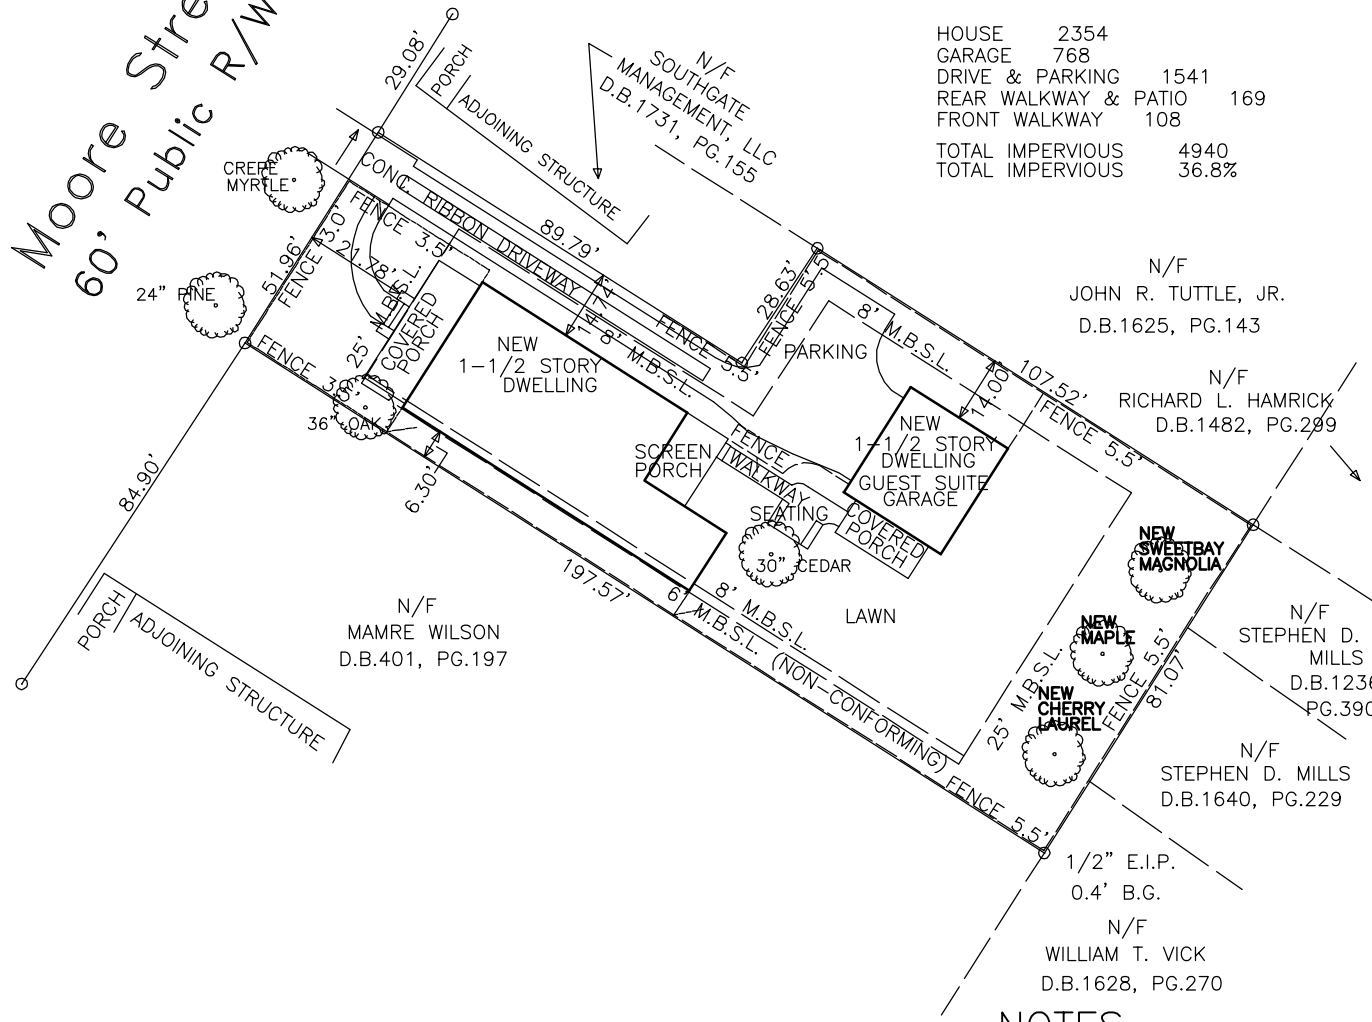 Moore Stre
60' Public R/W
29.08'
PORCH
ADJOINING STRUCTURE
N/F
SOUTHGATE
MANAGEMENT, LLC
D.B.1731, PG.155
HOUSE 2354
GARAGE 768
DRIVE & PARKING 1541
REAR WALKWAY & PATIO 169
FRONT WALKWAY 108
TOTAL IMPERVIOUS 4940
TOTAL IMPERVIOUS 36.8%
CREPE
MYRTLE
CONC. RIBBON DRIVEWAY
89.79'
FENCE 3.5'
51.96'
FENCE 3.0'
21.78'
24" PINE
25' M.B.S.L.
COVERED
PORCH
NEW
1-1/2 STORY
DWELLING
14.72'
8' M.B.S.L.
FENCE 5.5'
28.63'
FENCE 5.5'
PARKING
8' M.B.S.L.
N/F
JOHN R. TUTTLE, JR.
D.B.1625, PG.143
107.52'
14.00'
FENCE 5.5'
N/F
RICHARD L. HAMRICK
D.B.1482, PG.299
FENCE 3.0'
36" OAK
6.30'
84.90'
SCREEN
PORCH
FENCE
WALKWAY
SEATING
30" CEDAR
NEW
1-1/2 STORY
DWELLING
GUEST SUITE
GARAGE
COVERED
PORCH
LAWN
NEW
SWEETBAY
MAGNOLIA
NEW
MAPLE
NEW
CHERRY
LAUREL
197.57'
6' M.B.S.L. (NON-CONFORMING)
8' M.B.S.L.
25' M.B.S.L.
FENCE 5.5'
81.07'
FENCE 5.5'
N/F
MAMRE WILSON
D.B.401, PG.197
PORCH
ADJOINING STRUCTURE
N/F
STEPHEN D.
MILLS
D.B.1236
PG.390
N/F
STEPHEN D. MILLS
D.B.1640, PG.229
1/2" E.I.P.
0.4' B.G.
N/F
WILLIAM T. VICK
D.B.1628, PG.270
NOTES